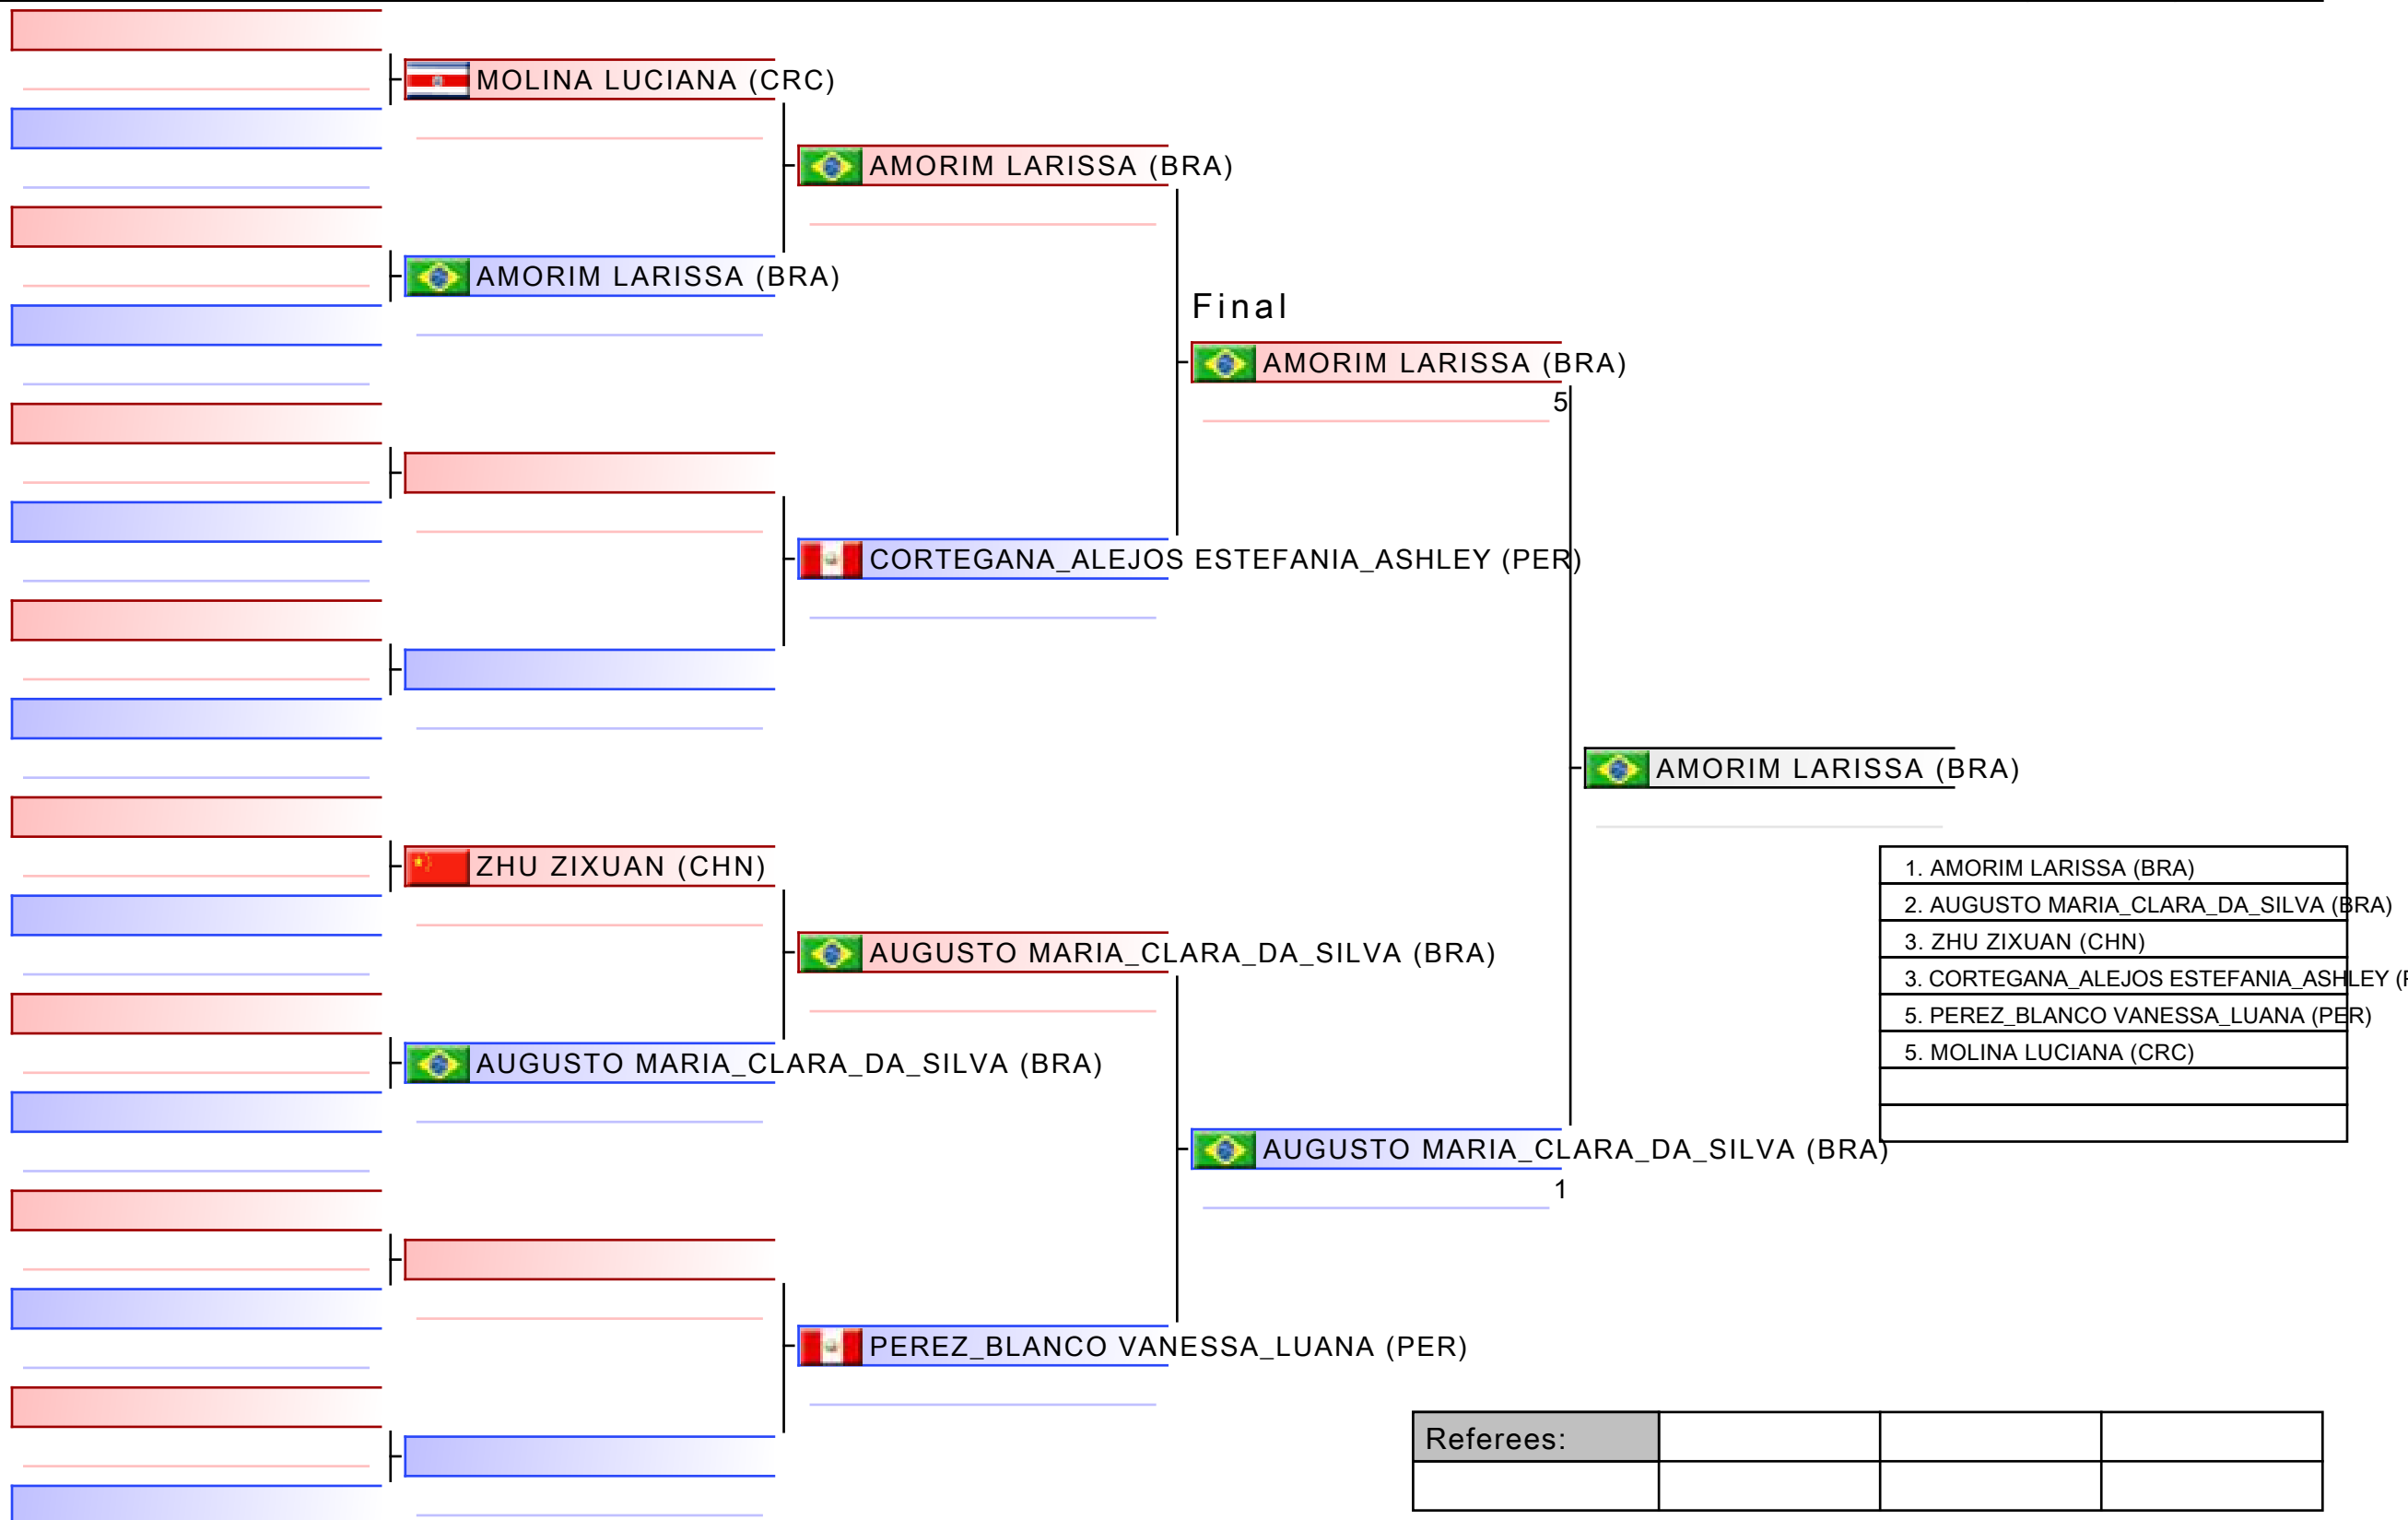 MOLINA LUCIANA (CRC)
AMORIM LARISSA (BRA)
AMORIM LARISSA (BRA)
Final
AMORIM LARISSA (BRA)
5
CORTEGANA_ALEJOS ESTEFANIA_ASHLEY (PER)
AMORIM LARISSA (BRA)
ZHU ZIXUAN (CHN)
1. AMORIM LARISSA (BRA)
2. AUGUSTO MARIA_CLARA_DA_SILVA (BRA)
3. ZHU ZIXUAN (CHN)
3. CORTEGANA_ALEJOS ESTEFANIA_ASHLEY (
5. PEREZ_BLANCO VANESSA_LUANA (PER)
5. MOLINA LUCIANA (CRC)
AUGUSTO MARIA_CLARA_DA_SILVA (BRA)
AUGUSTO MARIA_CLARA_DA_SILVA (BRA)
AUGUSTO MARIA_CLARA_DA_SILVA (BRA)
1
PEREZ_BLANCO VANESSA_LUANA (PER)
Referees: